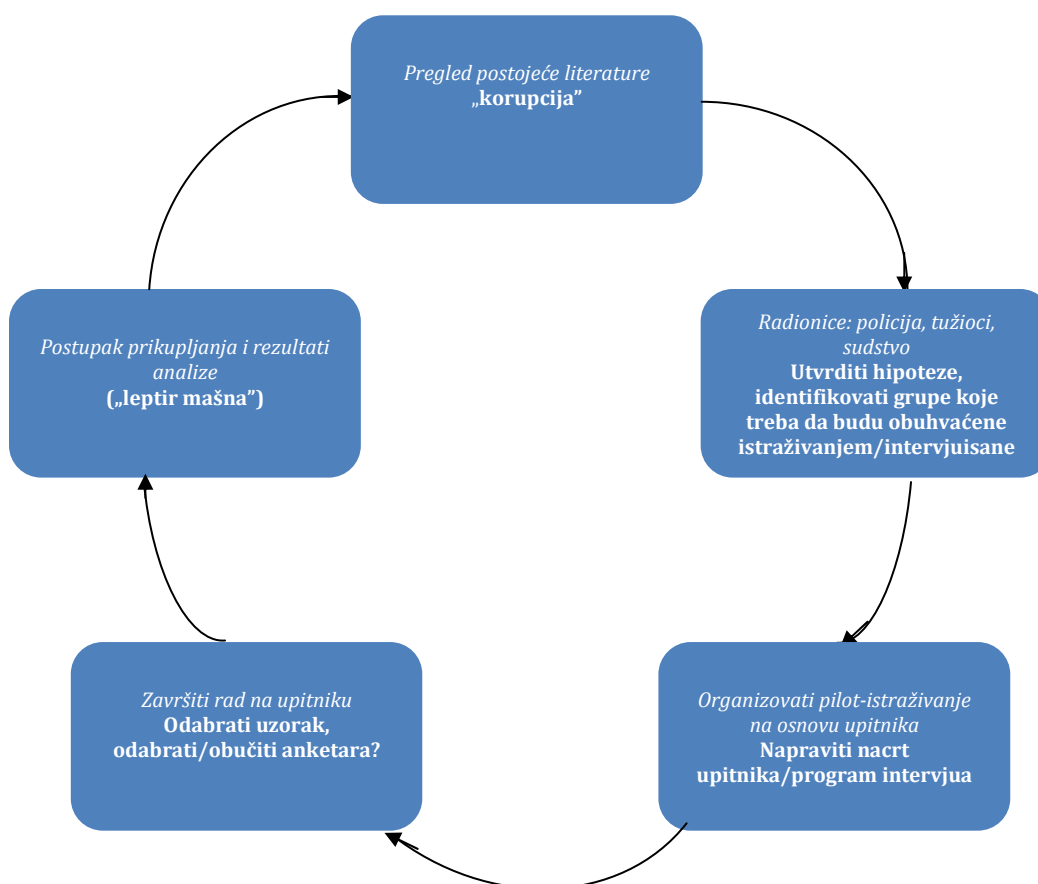 Pregled postojeće literature
„korupcija”
Radionice: policija, tužioci,
sudstvo
Utvrditi hipoteze,
identifikovati grupe koje
treba da budu obuhvaćene
istraživanjem/intervjuisane
Organizovati pilot-istraživanje
na osnovu upitnika
Napraviti nacrt
upitnika/program intervjua
Završiti rad na upitniku
Odabrati uzorak,
odabrati/obučiti anketara?
Postupak prikupljanja i rezultati
analize
(„leptir mašna”)